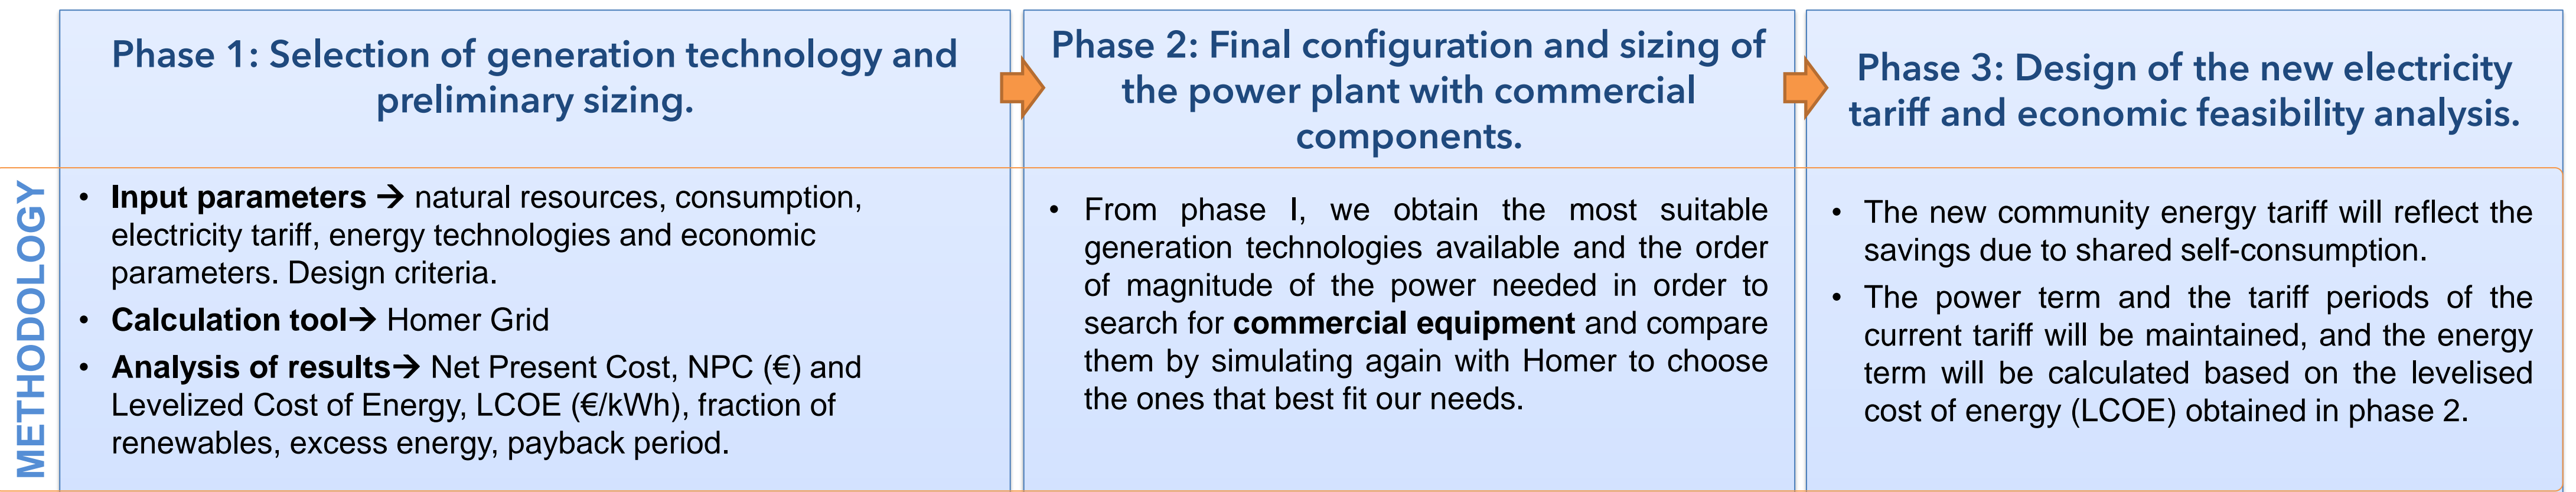 Phase 1: Selection of generation technology and
preliminary sizing.
Phase 2: Final configuration and sizing of
the power plant with commercial
components.
Phase 3: Design of the new electricity
tariff and economic feasibility analysis.
METHODOLOGY
• Input parameters → natural resources, consumption,
electricity tariff, energy technologies and economic
parameters. Design criteria.
• Calculation tool→ Homer Grid
• Analysis of results→ Net Present Cost, NPC (€) and
Levelized Cost of Energy, LCOE (€/kWh), fraction of
renewables, excess energy, payback period.
• From phase I, we obtain the most suitable
generation technologies available and the order
of magnitude of the power needed in order to
search for commercial equipment and compare
them by simulating again with Homer to choose
the ones that best fit our needs.
• The new community energy tariff will reflect the
savings due to shared self-consumption.
• The power term and the tariff periods of the
current tariff will be maintained, and the energy
term will be calculated based on the levelised
cost of energy (LCOE) obtained in phase 2.